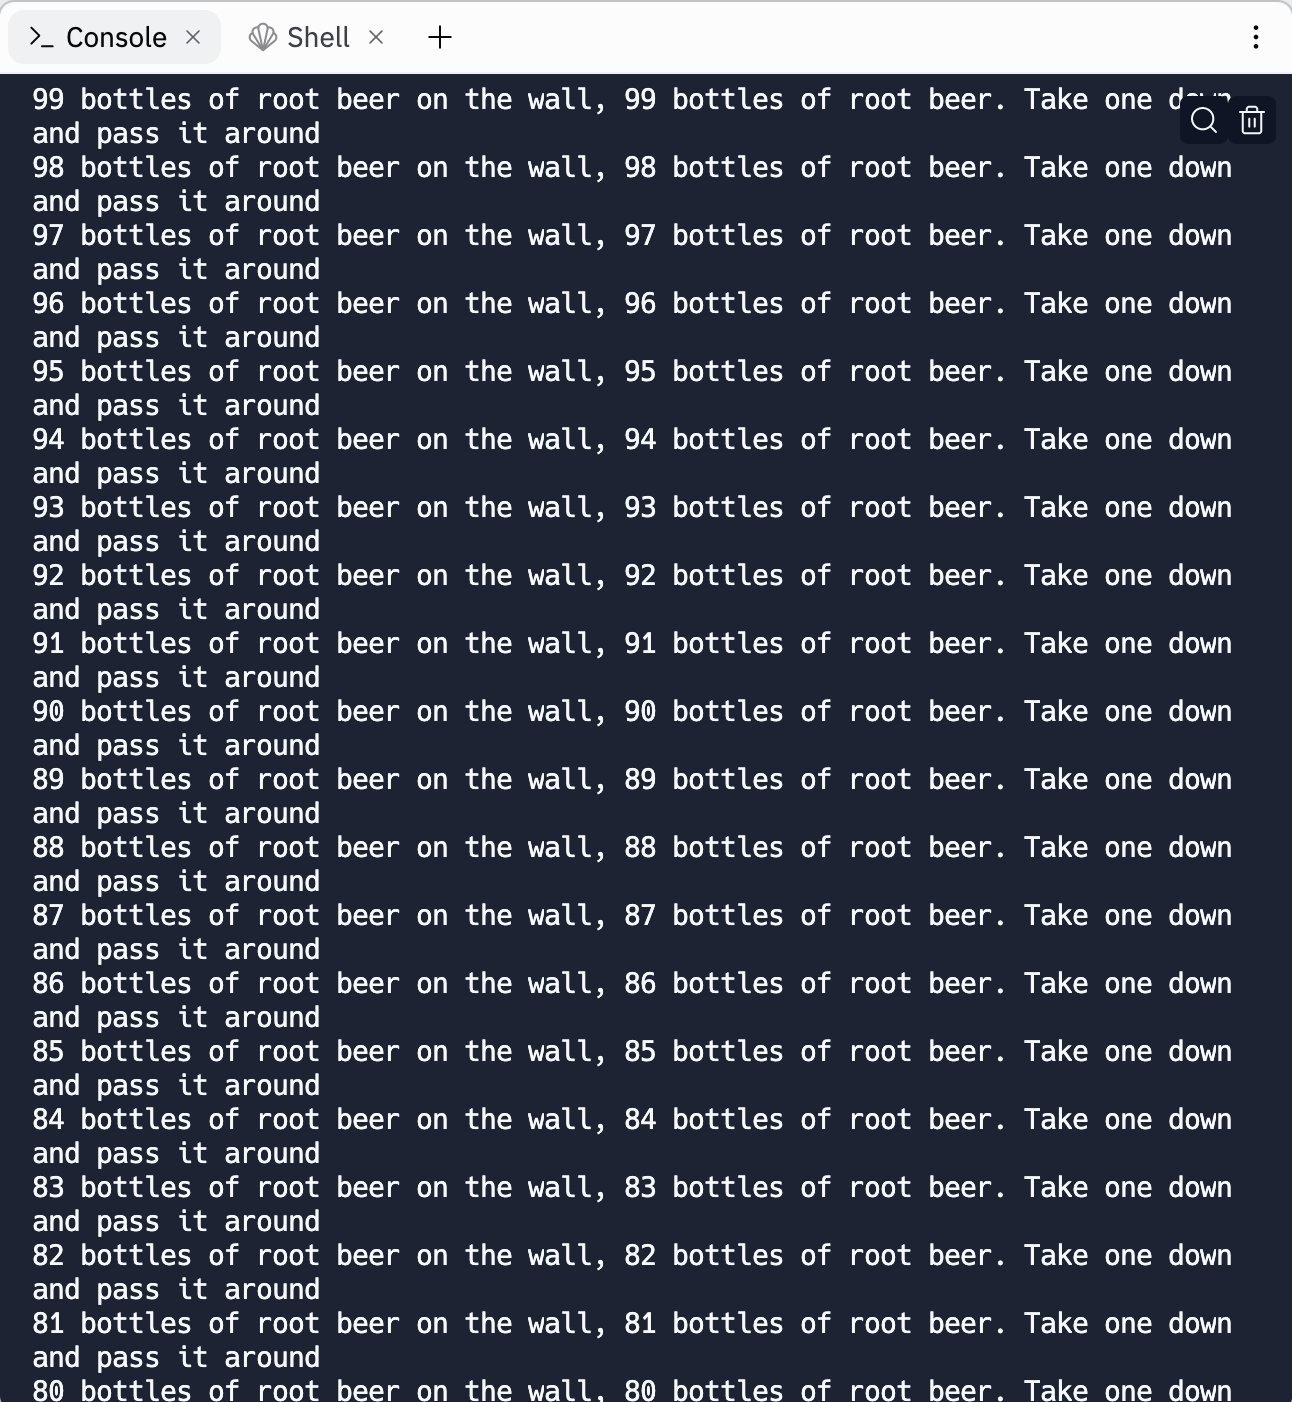 Console
Shell
99 bottles of root beer on the wall, 99 bottles of root beer. Take one down
and pass it around
98 bottles of root beer on the wall, 98 bottles of root beer. Take one down
and pass it around
97 bottles of root beer on the wall, 97 bottles of root beer. Take one down
and pass it around
96 bottles of root beer on the wall, 96 bottles of root beer. Take one down
and pass it around
95 bottles of root beer on the wall, 95 bottles of root beer. Take one down
and pass it around
94 bottles of root beer on the wall, 94 bottles of root beer. Take one down
and pass it around
93 bottles of root beer on the wall, 93 bottles of root beer. Take one down
and pass it around
92 bottles of root beer on the wall, 92 bottles of root beer. Take one down
and pass it around
91 bottles of root beer on the wall, 91 bottles of root beer. Take one down
and pass it around
90 bottles of root beer on the wall, 90 bottles of root beer. Take one down
and pass it around
89 bottles of root beer on the wall, 89 bottles of root beer. Take one down
and pass it around
88 bottles of root beer on the wall, 88 bottles of root beer. Take one down
and pass it around
87 bottles of root beer on the wall, 87 bottles of root beer. Take one down
and pass it around
86 bottles of root beer on the wall, 86 bottles of root beer. Take one down
and pass it around
85 bottles of root beer on the wall, 85 bottles of root beer. Take one down
and pass it around
84 bottles of root beer on the wall, 84 bottles of root beer. Take one down
and pass it around
83 bottles of root beer on the wall, 83 bottles of root beer. Take one down
and pass it around
82 bottles of root beer on the wall, 82 bottles of root beer. Take one down
and pass it around
81 bottles of root beer on the wall, 81 bottles of root beer. Take one down
and pass it around
80 bottles of root beer on the wall, 80 bottles of root beer. Take one down